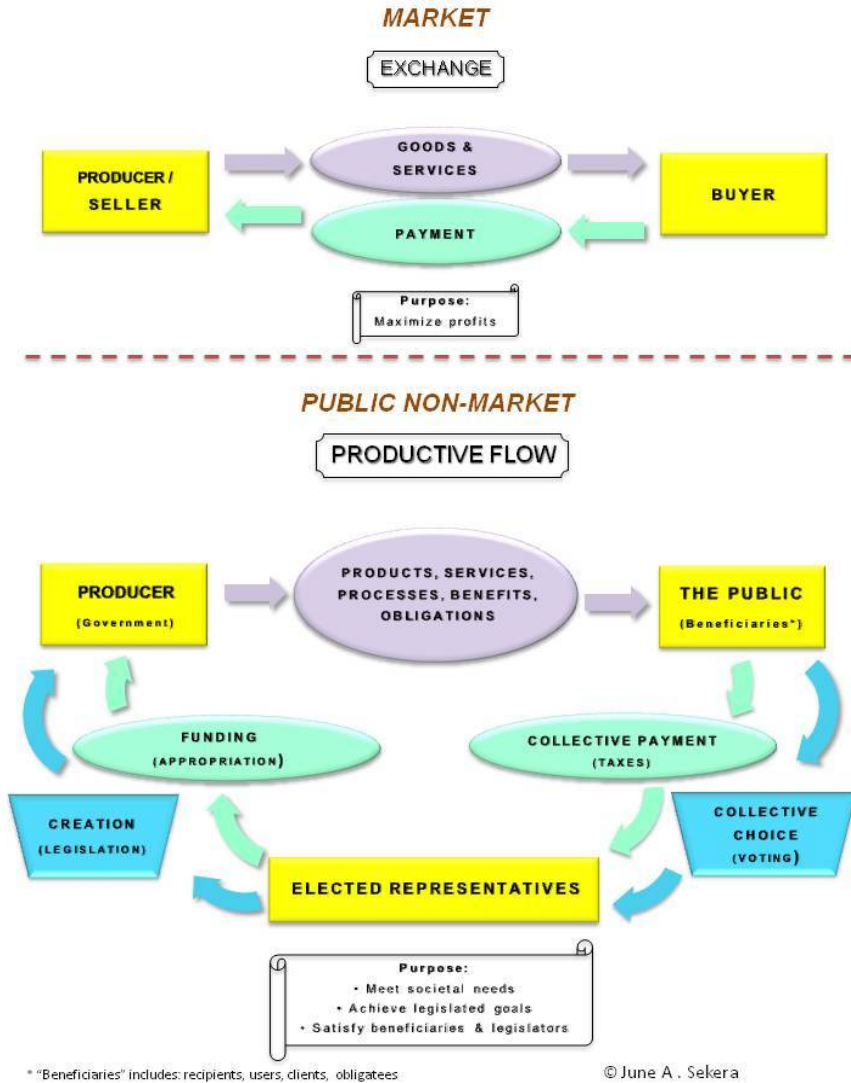 MARKET
EXCHANGE
PRODUCER /
SELLER
GOODS &
SERVICES
BUYER
PAYMENT
Purpose:
Maximize profits
PUBLIC NON-MARKET
PRODUCTIVE FLOW
PRODUCER
(Government)
PRODUCTS, SERVICES,
PROCESSES, BENEFITS,
OBLIGATIONS
THE PUBLIC
(Beneficiaries*)
FUNDING
(APPROPRIATION)
COLLECTIVE PAYMENT
(TAXES)
CREATION
(LEGISLATION)
COLLECTIVE
CHOICE
(VOTING)
ELECTED REPRESENTATIVES
Purpose:
• Meet societal needs
• Achieve legislated goals
• Satisfy beneficiaries & legislators
* "Beneficiaries" includes: recipients, users, clients, obligatees
© June A . Sekera